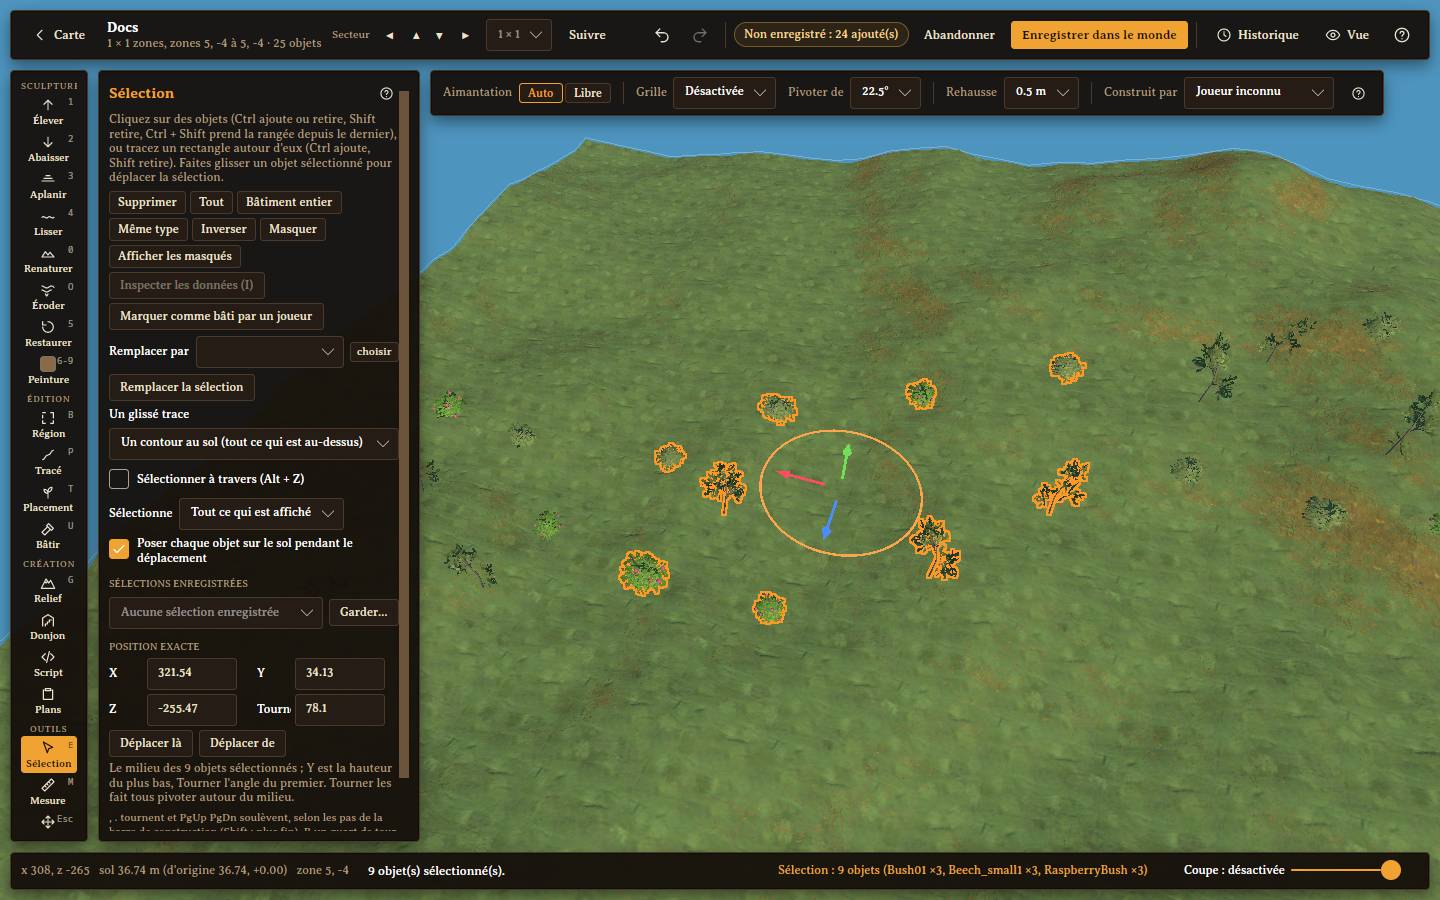 Carte
Docs
1 × 1 zones, zones 5, -4 à 5, -4 · 25 objets
Secteur
1 × 1
Suivre
Non enregistré : 24 ajouté(s)
Abandonner
Enregistrer dans le monde
Historique
Vue
SCULPTURE
1
Élever
2
Abaisser
3
Aplanir
4
Lisser
0
Renaturer
O
Éroder
5
Restaurer
6-9
Peinture
ÉDITION
B
Région
P
Tracé
T
Placement
U
Bâtir
CRÉATION
G
Relief
Donjon
Script
Plans
OUTILS
E
Sélection
M
Mesure
Esc
Sélection
Cliquez sur des objets (Ctrl ajoute ou retire, Shift
retire, Ctrl + Shift prend la rangée depuis le dernier),
ou tracez un rectangle autour d'eux (Ctrl ajoute,
Shift retire). Faites glisser un objet sélectionné pour
déplacer la sélection.
Supprimer
Tout
Bâtiment entier
Même type
Inverser
Masquer
Afficher les masqués
Inspecter les données (I)
Marquer comme bâti par un joueur
Remplacer par
choisir
Remplacer la sélection
Un glissé trace
Un contour au sol (tout ce qui est au-dessus)
Sélectionner à travers (Alt + Z)
Sélectionne
Tout ce qui est affiché
Poser chaque objet sur le sol pendant le
déplacement
SÉLECTIONS ENREGISTRÉES
Aucune sélection enregistrée
Garder...
POSITION EXACTE
X
321.54
Y
34.13
Z
-255.47
Tourn
78.1
Déplacer là
Déplacer de
Le milieu des 9 objets sélectionnés ; Y est la hauteur
du plus bas, Tourner l'angle du premier. Tourner les
fait tous pivoter autour du milieu.
, . tournent et PgUp PgDn soulèvent, selon les pas de la
barre de construction (Shift : plus fin). R un quart de tour
Aimantation
Auto
Libre
Grille
Désactivée
Pivoter de
22.5°
Rehausse
0.5 m
Construit par
Joueur inconnu
x 308, z -265
sol 36.74 m (d'origine 36.74, +0.00)
zone 5, -4
9 objet(s) sélectionné(s).
Sélection : 9 objets (Bush01 ×3, Beech_small1 ×3, RaspberryBush ×3)
Coupe : désactivée